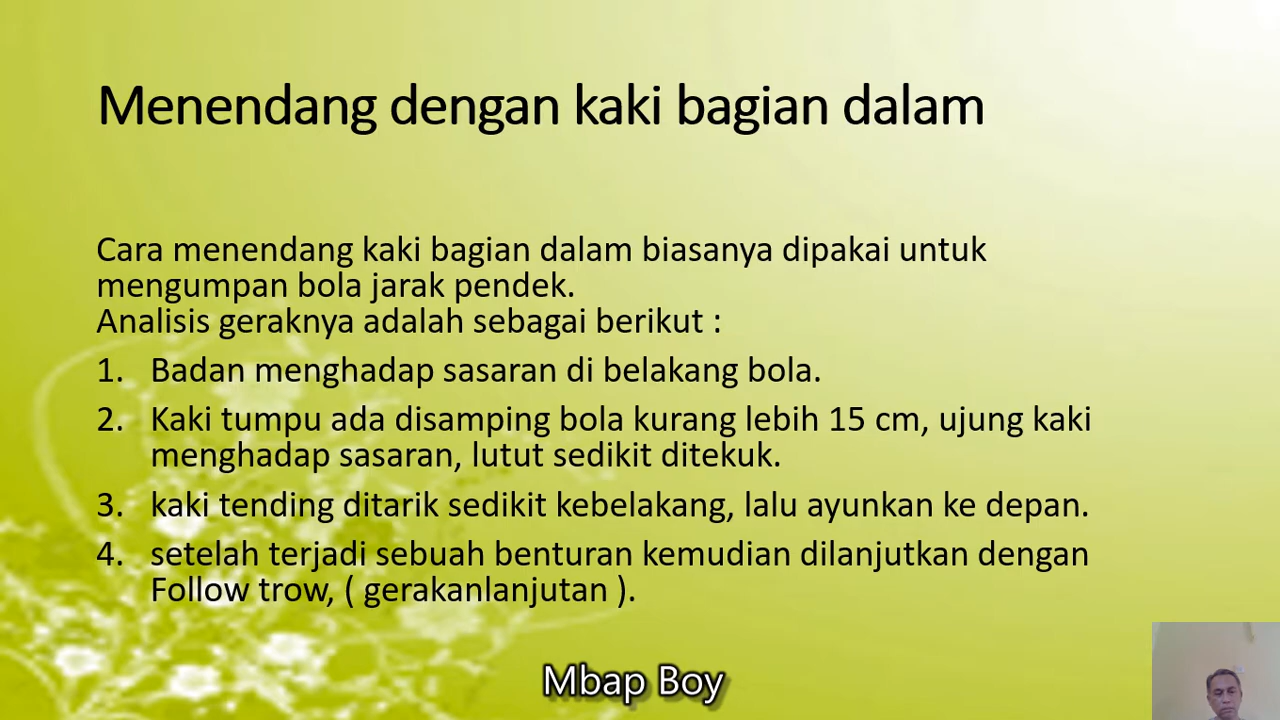 Menendang dengan kaki bagian dalam
Cara menendang kaki bagian dalam biasanya dipakai untuk
mengumpan bola jarak pendek.
Analisis geraknya adalah sebagai berikut :
1. Badan menghadap sasaran di belakang bola.
2. Kaki tumpu ada disamping bola kurang lebih 15 cm, ujung kaki
menghadap sasaran, lutut sedikit ditekuk.
3. kaki tending ditarik sedikit kebelakang, lalu ayunkan ke depan.
4. setelah terjadi sebuah benturan kemudian dilanjutkan dengan
Follow trow, ( gerakanlanjutan ).
Mbap Boy